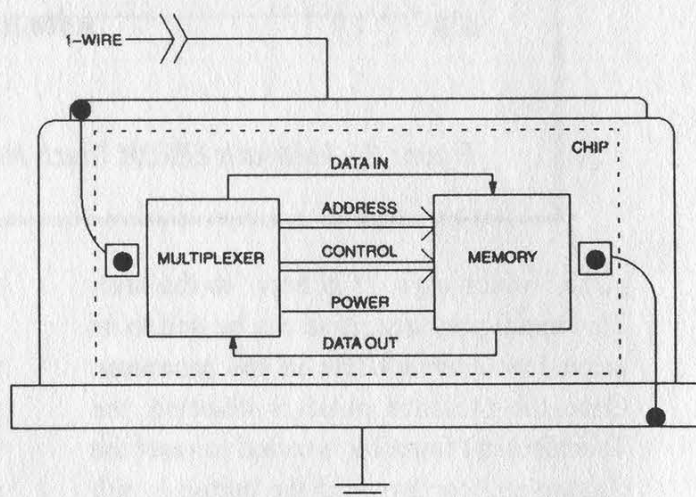 1-WIRE
CHIP
DATA IN
ADDRESS
MULTIPLEXER
CONTROL
MEMORY
POWER
DATA OUT